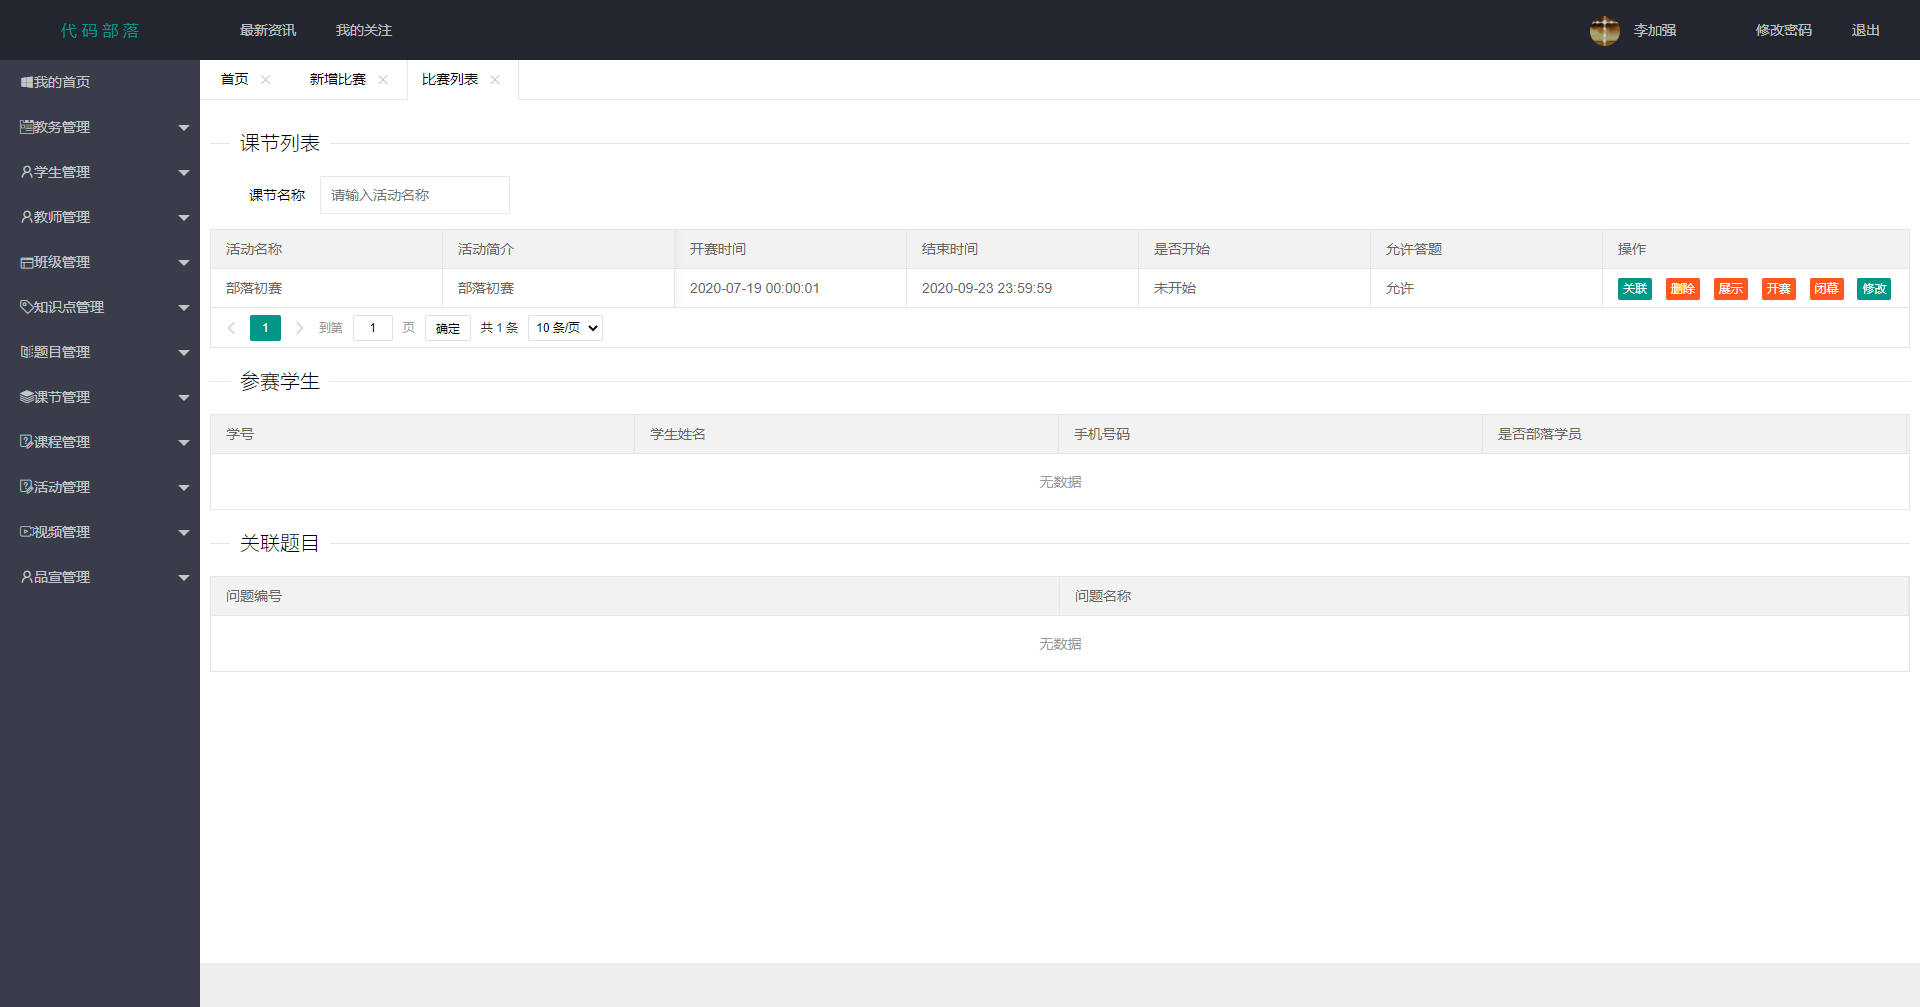 代码部落 最新资讯 我的关注 李加强 修改密码 退出
我的首页
教务管理
学生管理
教师管理
班级管理
知识点管理
题目管理
课节管理
课程管理
活动管理
视频管理
品宣管理
首页 新增比赛 比赛列表
课节列表
课节名称 请输入活动名称
活动名称 活动简介 开赛时间 结束时间 是否开始 允许答题 操作
部落初赛 部落初赛 2020-07-19 00:00:01 2020-09-23 23:59:59 未开始 允许 关联 删除 展示 开赛 闭幕 修改
1 到第 1 页 确定 共 1 条 10 条/页
参赛学生
学号 学生姓名 手机号码 是否部落学员
无数据
关联题目
问题编号 问题名称
无数据